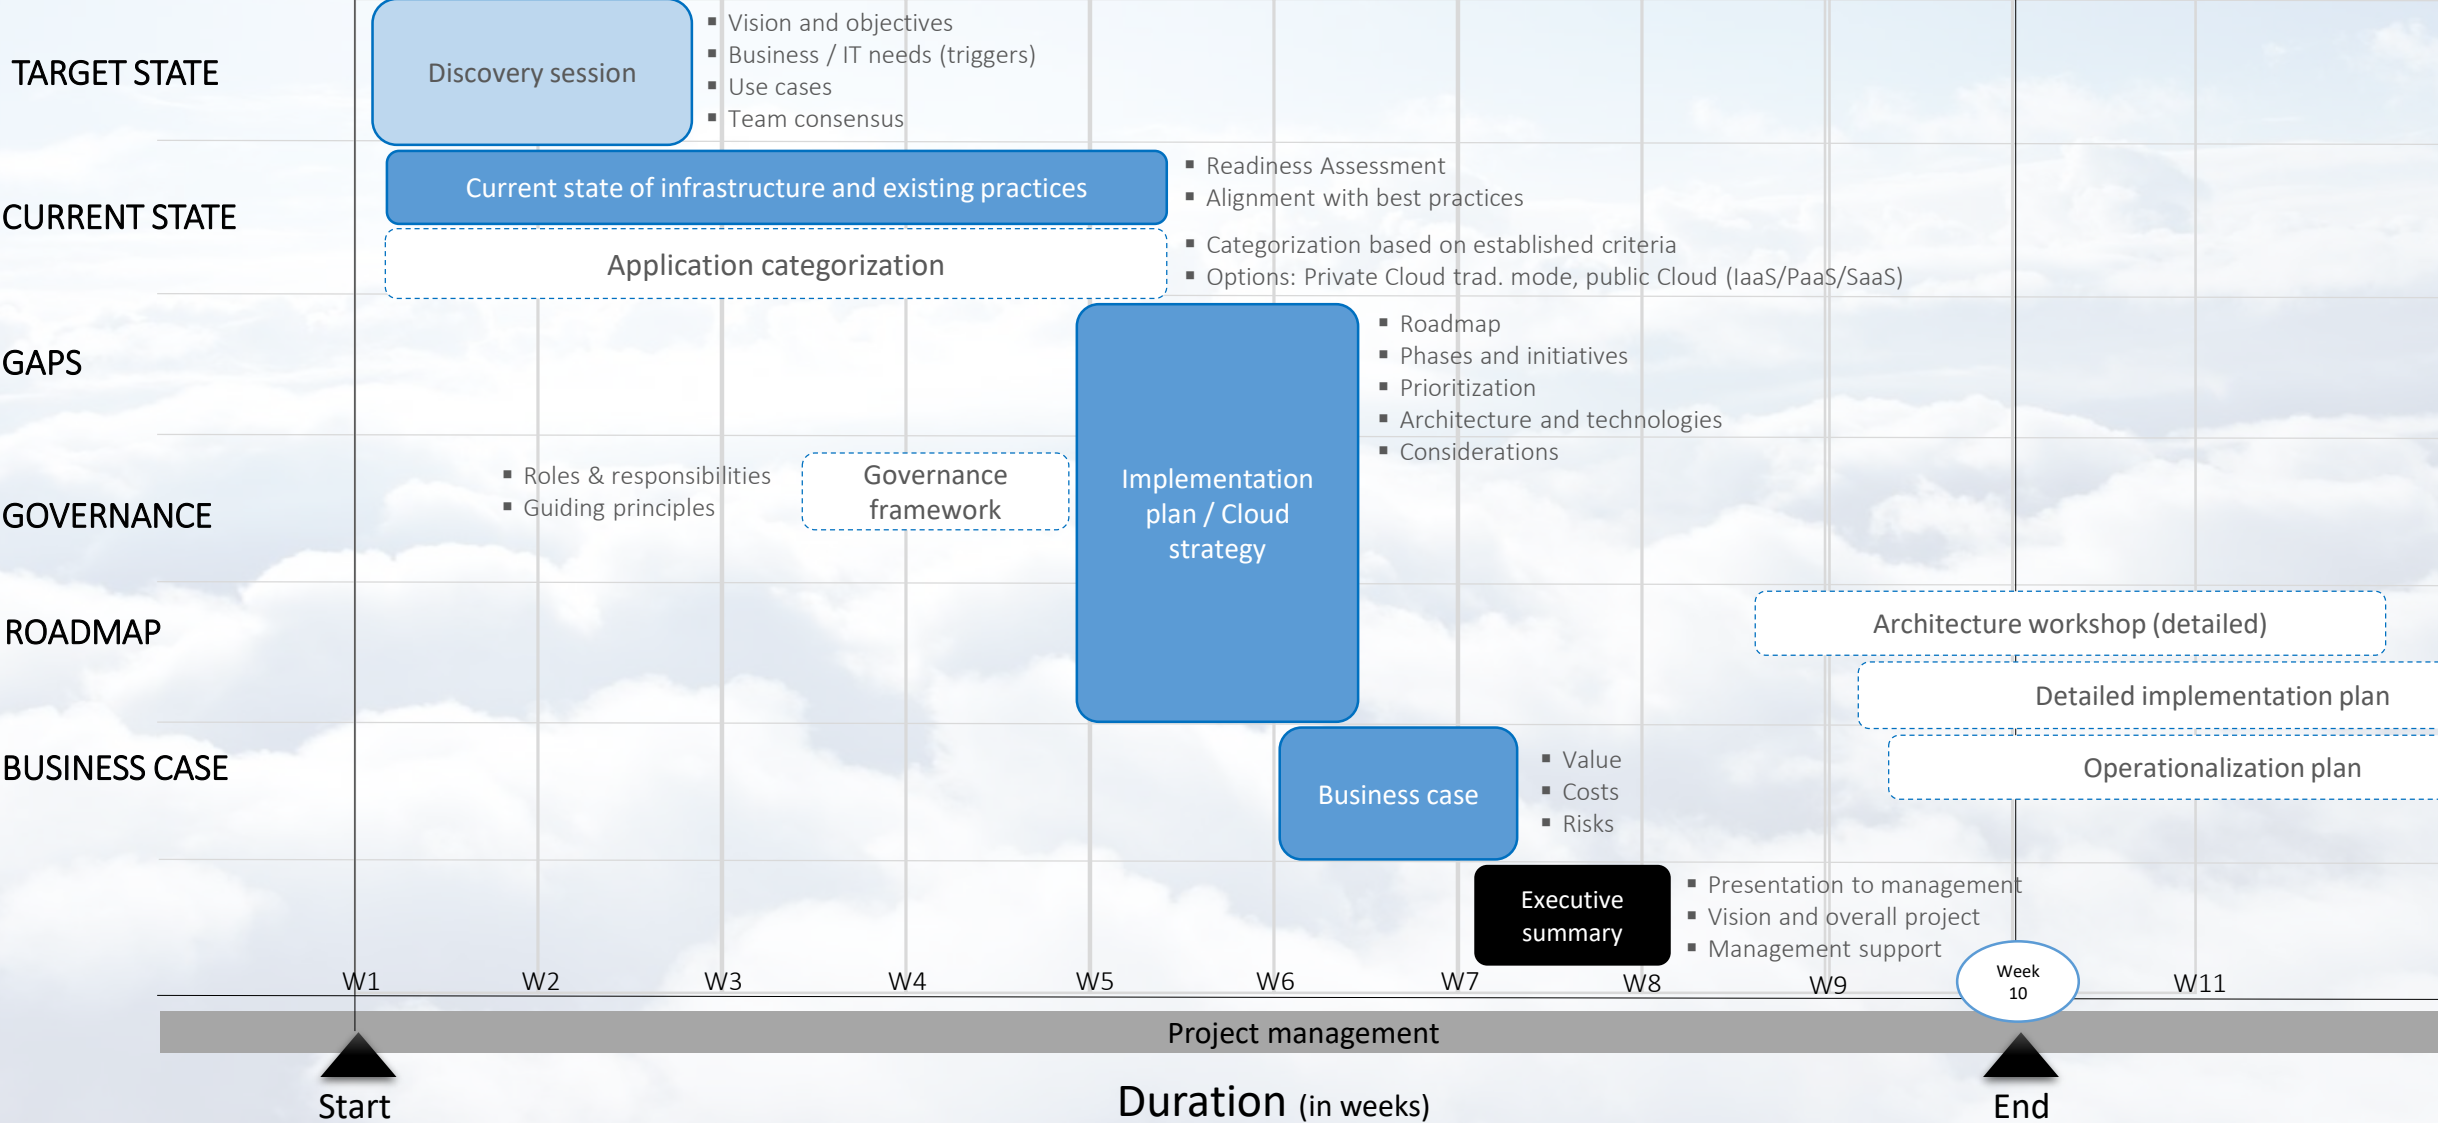 TARGET STATE
Discovery session
▪ Vision and objectives
▪ Business / IT needs (triggers)
▪ Use cases
▪ Team consensus
CURRENT STATE
Current state of infrastructure and existing practices
▪ Readiness Assessment
▪ Alignment with best practices
Application categorization
▪ Categorization based on established criteria
▪ Options: Private Cloud trad. mode, public Cloud (IaaS/PaaS/SaaS)
GAPS
▪ Roadmap
▪ Phases and initiatives
▪ Prioritization
▪ Architecture and technologies
▪ Considerations
GOVERNANCE
▪ Roles & responsibilities
▪ Guiding principles
Governance
framework
Implementation
plan / Cloud
strategy
ROADMAP
Architecture workshop (detailed)
Detailed implementation plan
BUSINESS CASE
Business case
▪ Value
▪ Costs
▪ Risks
Operationalization plan
Executive
summary
▪ Presentation to management
▪ Vision and overall project
▪ Management support
W1 W2 W3 W4 W5 W6 W7 W8 W9
Week
10
W11
Project management
Start
Duration (in weeks)
End